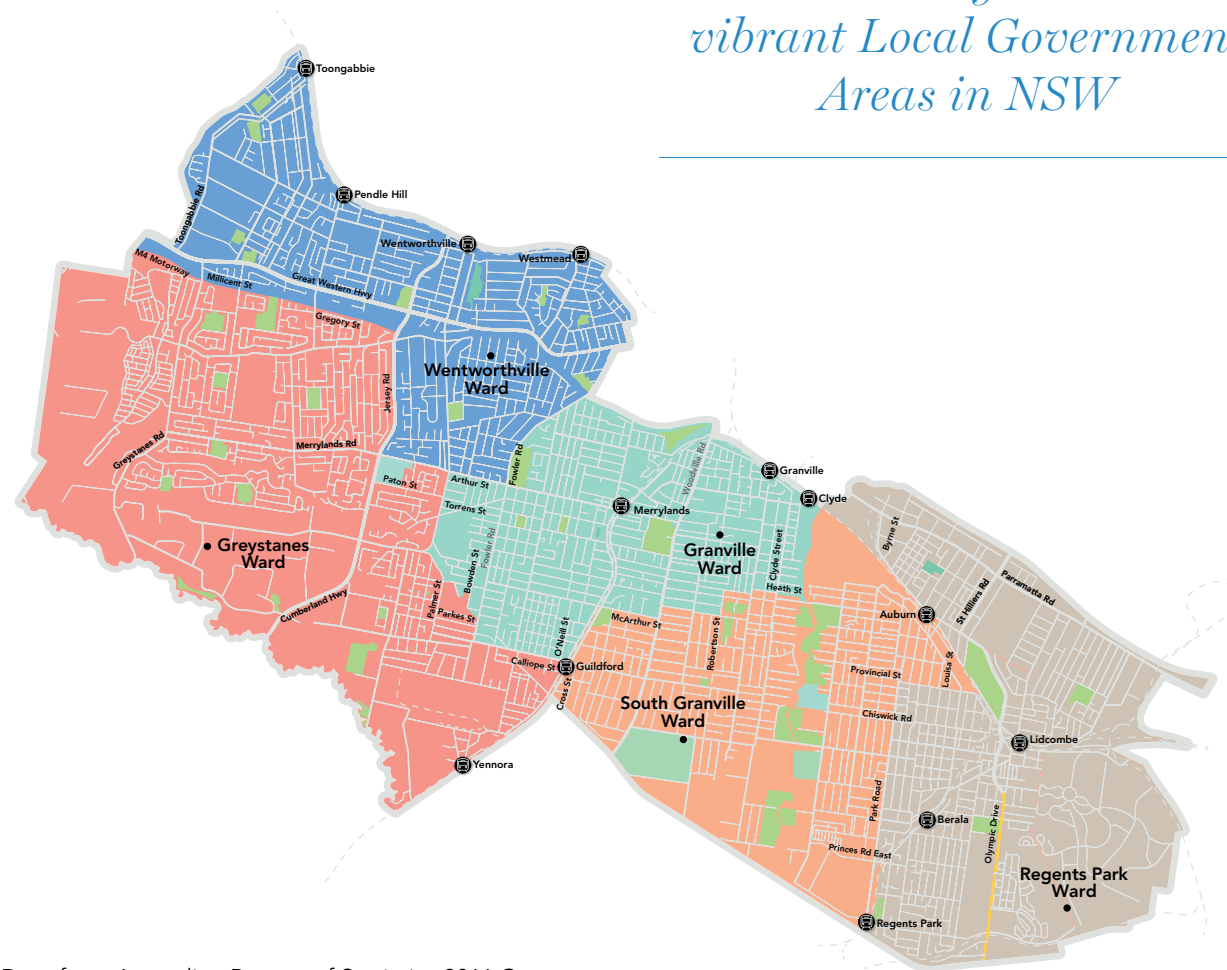 vibrant Local Governmen
Areas in NSW
Toongabbie
Pendle Hill
Toongabbie Rd
Wentworthville
Westmead
M4 Motorway
Millicent St
Great Western Hwy
Gregory St
Wentworthville
Ward
Jersey Rd
Merrylands Rd
Greystanes Rd
Fowler Rd
Paton St
Arthur St
Woodville Rd
Granville
Clyde
Torrens St
Merrylands
Fowler Rd
Granville
Ward
Clyde Street
Byrne St
Greystanes
Ward
Bowden St
Heath St
Parramatta Rd
St Hilliers Rd
Cumberland Hwy
Palmer St
Parkes St
McArthur St
Auburn
O'Neill St
Robertson St
Calliope St
Guildford
Provincial St
Louisa St
Cross St
South Granville
Ward
Chiswick Rd
Lidcombe
Yennora
Park Road
Berala
Olympic Drive
Princes Rd East
Regents Park
Ward
Regents Park